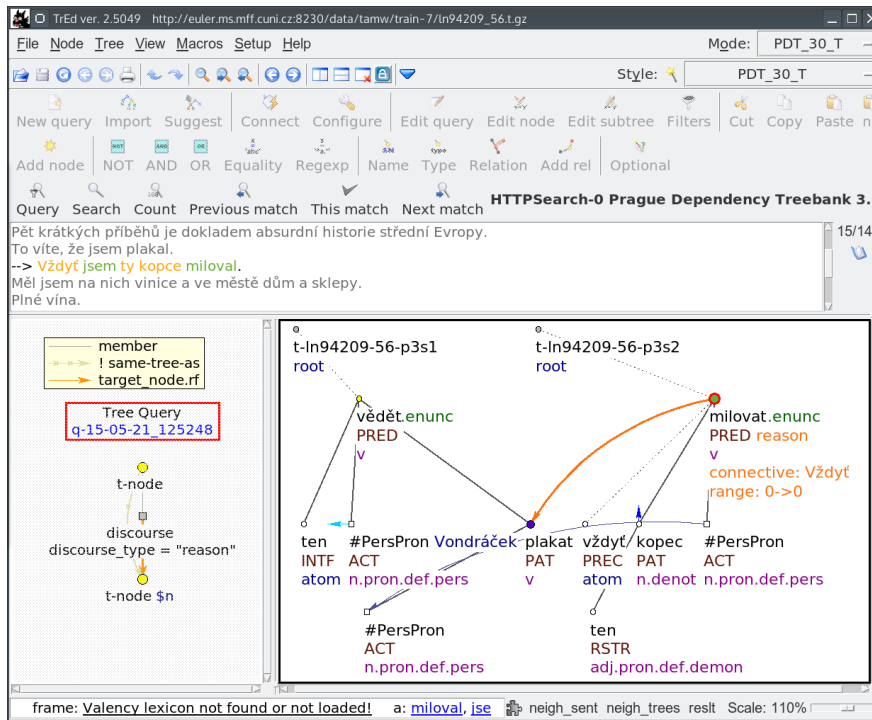 TrEd ver. 2.5049 http://euler.ms.mff.cuni.cz:8230/data/tamw/train-7/ln94209_56.t.gz
File Node Tree View Macros Setup Help Mode: PDT_30_T
Style: PDT_30_T
New query Import Suggest Connect Configure Edit query Edit node Edit subtree Filters Cut Copy Paste
Add node NOT AND OR Equality Regexp Name Type Relation Add rel Optional
Query Search Count Previous match This match Next match HTTPSearch-0 Prague Dependency Treebank 3.
Pět krátkých příběhů je dokladem absurdní historie střední Evropy.
To víte, že jsem plakal.
--> Vždyť jsem ty kopce miloval.
Měl jsem na nich vinice a ve městě dům a sklepy.
Plné vína.
15/14
member
! same-tree-as
target_node.rf
Tree Query
q-15-05-21_125248
t-node
discourse
discourse_type = "reason"
t-node $n
t-ln94209-56-p3s1 t-ln94209-56-p3s2
root root
vědět.enunc milovat.enunc
PRED PRED reason
v v
connective: Vždyť
range: 0->0
ten #PersPron Vondráček plakat vždyť kopec #PersPron
INTF ACT PAT PREC PAT ACT
atom n.pron.def.pers v atom n.denot n.pron.def.pers
#PersPron ten
ACT RSTR
n.pron.def.pers adj.pron.def.demon
frame: Valency lexicon not found or not loaded! a: miloval, jse neigh_sent neigh_trees reslt Scale: 110%